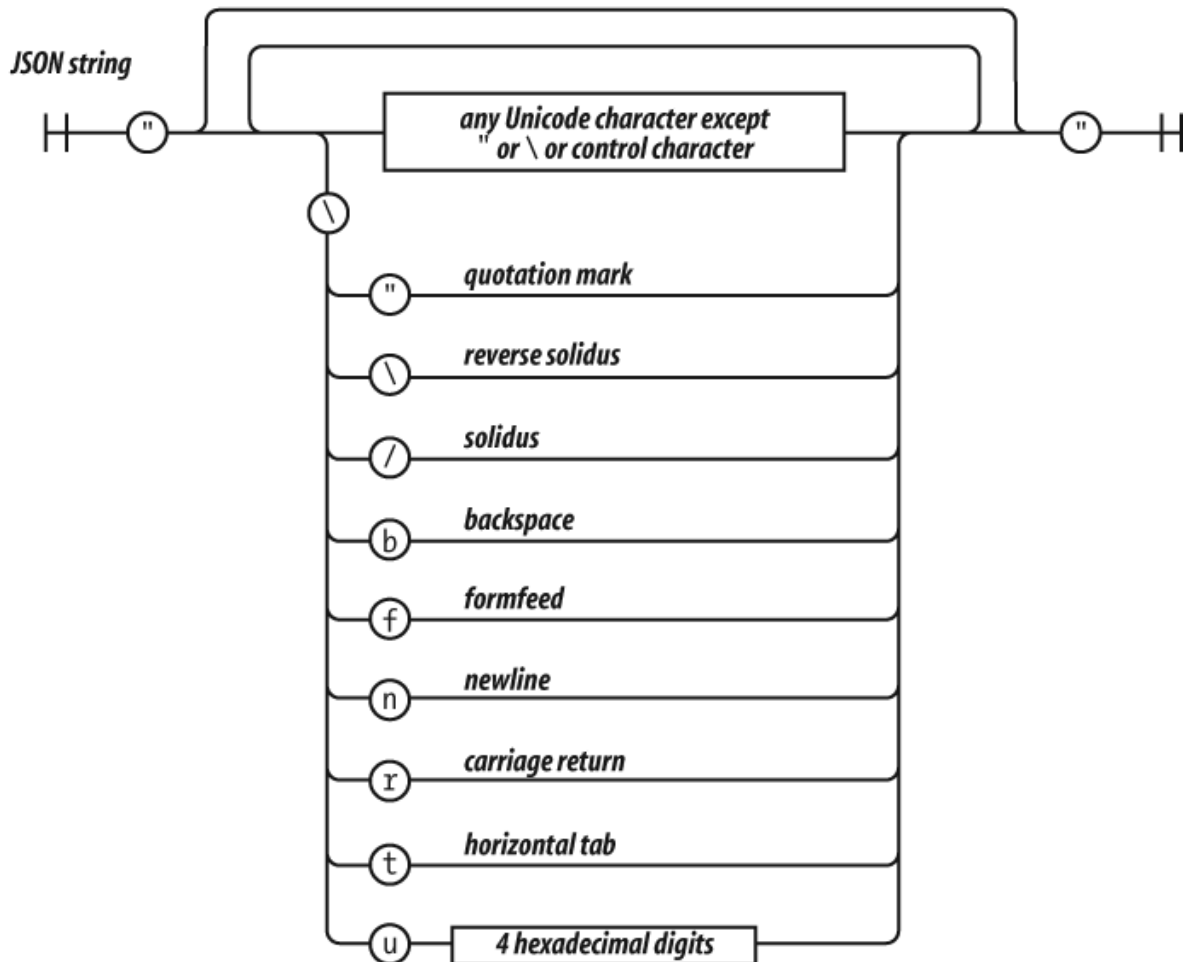 JSON string
"
any Unicode character except
" or \ or control character
"
\
" quotation mark
\ reverse solidus
/ solidus
b backspace
f formfeed
n newline
r carriage return
t horizontal tab
u 4 hexadecimal digits